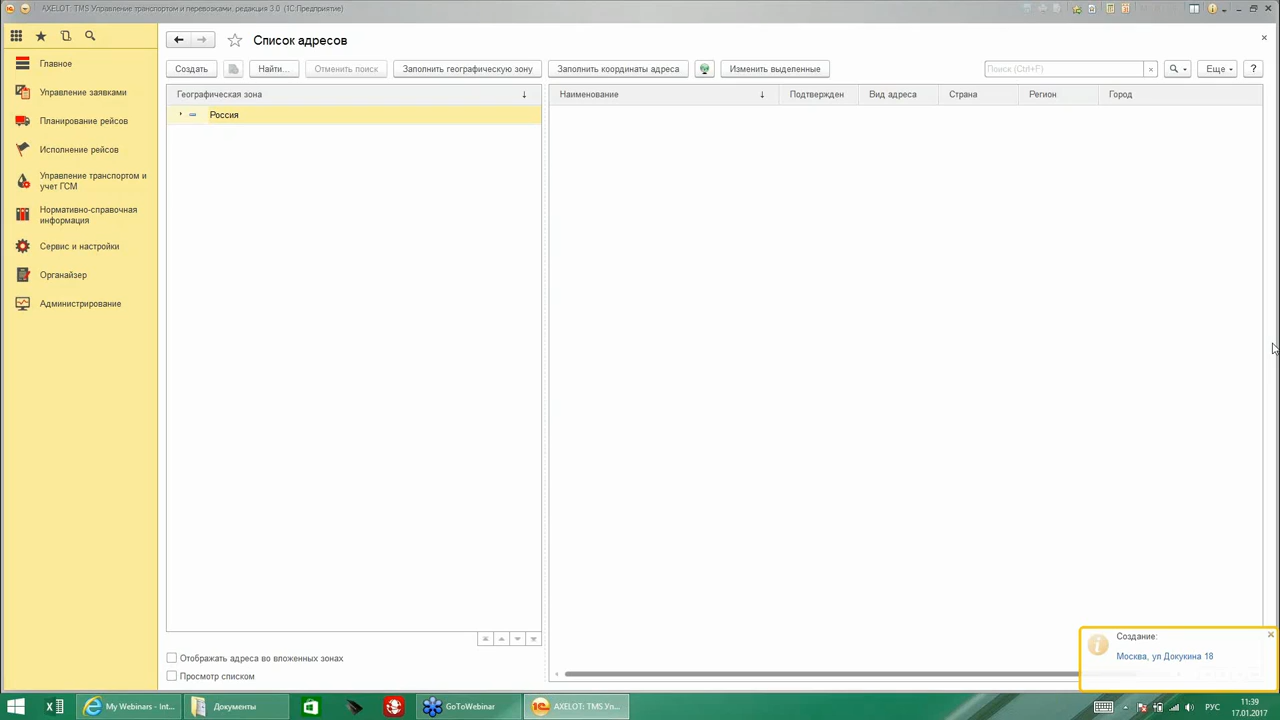 AXELOT: TMS Управление транспортом и перевозками, редакция 3.0 (1С:Предприятие)
Список адресов
Создать
Найти...
Отменить поиск
Заполнить географическую зону
Заполнить координаты адреса
Изменить выделенные
Поиск (Ctrl+F)
Еще
?
Главное
Управление заявками
Планирование рейсов
Исполнение рейсов
Управление транспортом и
учет ГСМ
Нормативно-справочная
информация
Сервис и настройки
Органайзер
Администрирование
Географическая зона
Россия
Наименование
Подтвержден
Вид адреса
Страна
Регион
Город
Отображать адреса во вложенных зонах
Просмотр списком
Создание:
Москва, ул Докукина 18
My Webinars - Int...
Документы
GoToWebinar
AXELOT: TMS Уп...
РУС
11:39
17.01.2017